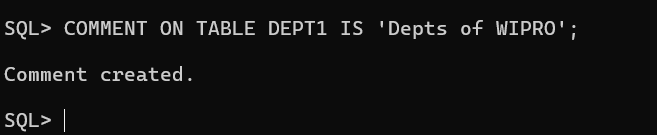 SQL> COMMENT ON TABLE DEPT1 IS 'Depts of WIPRO';
Comment created.
SQL>